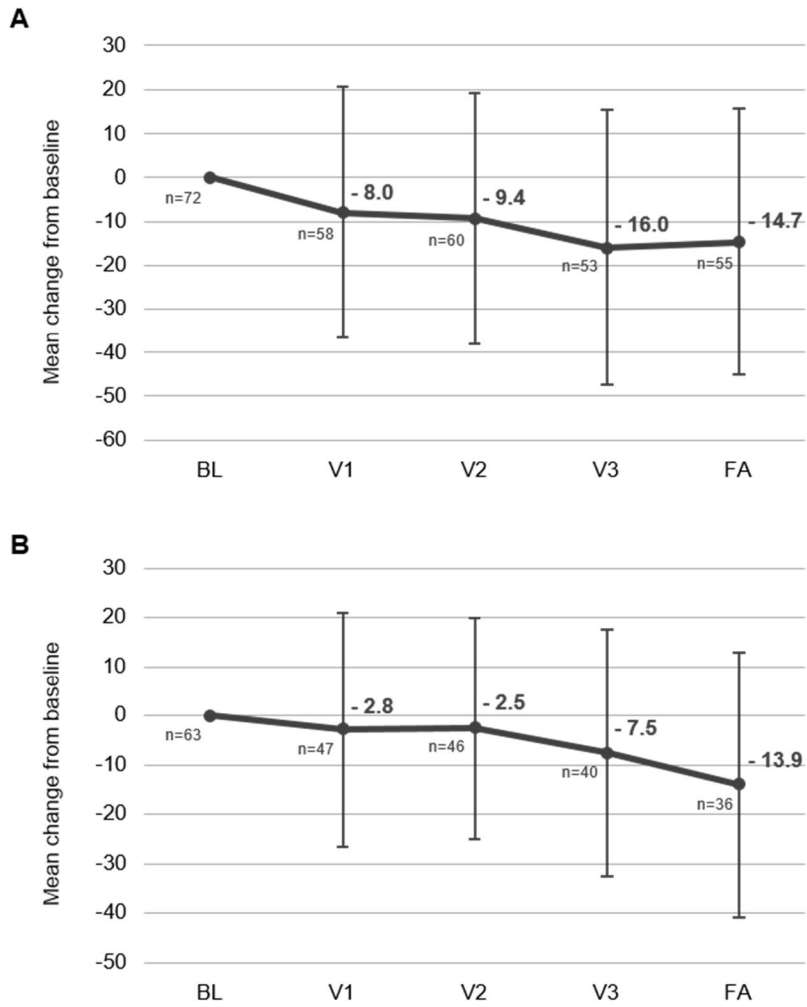 A
Mean change from baseline
30
20
10
0
-10
-20
-30
-40
-50
-60
n=72
n=58
n=60
n=53
n=55
- 8.0
- 9.4
- 16.0
- 14.7
BL V1 V2 V3 FA
B
Mean change from baseline
30
20
10
0
-10
-20
-30
-40
-50
n=63
n=47
n=46
n=40
n=36
- 2.8
- 2.5
- 7.5
- 13.9
BL V1 V2 V3 FA